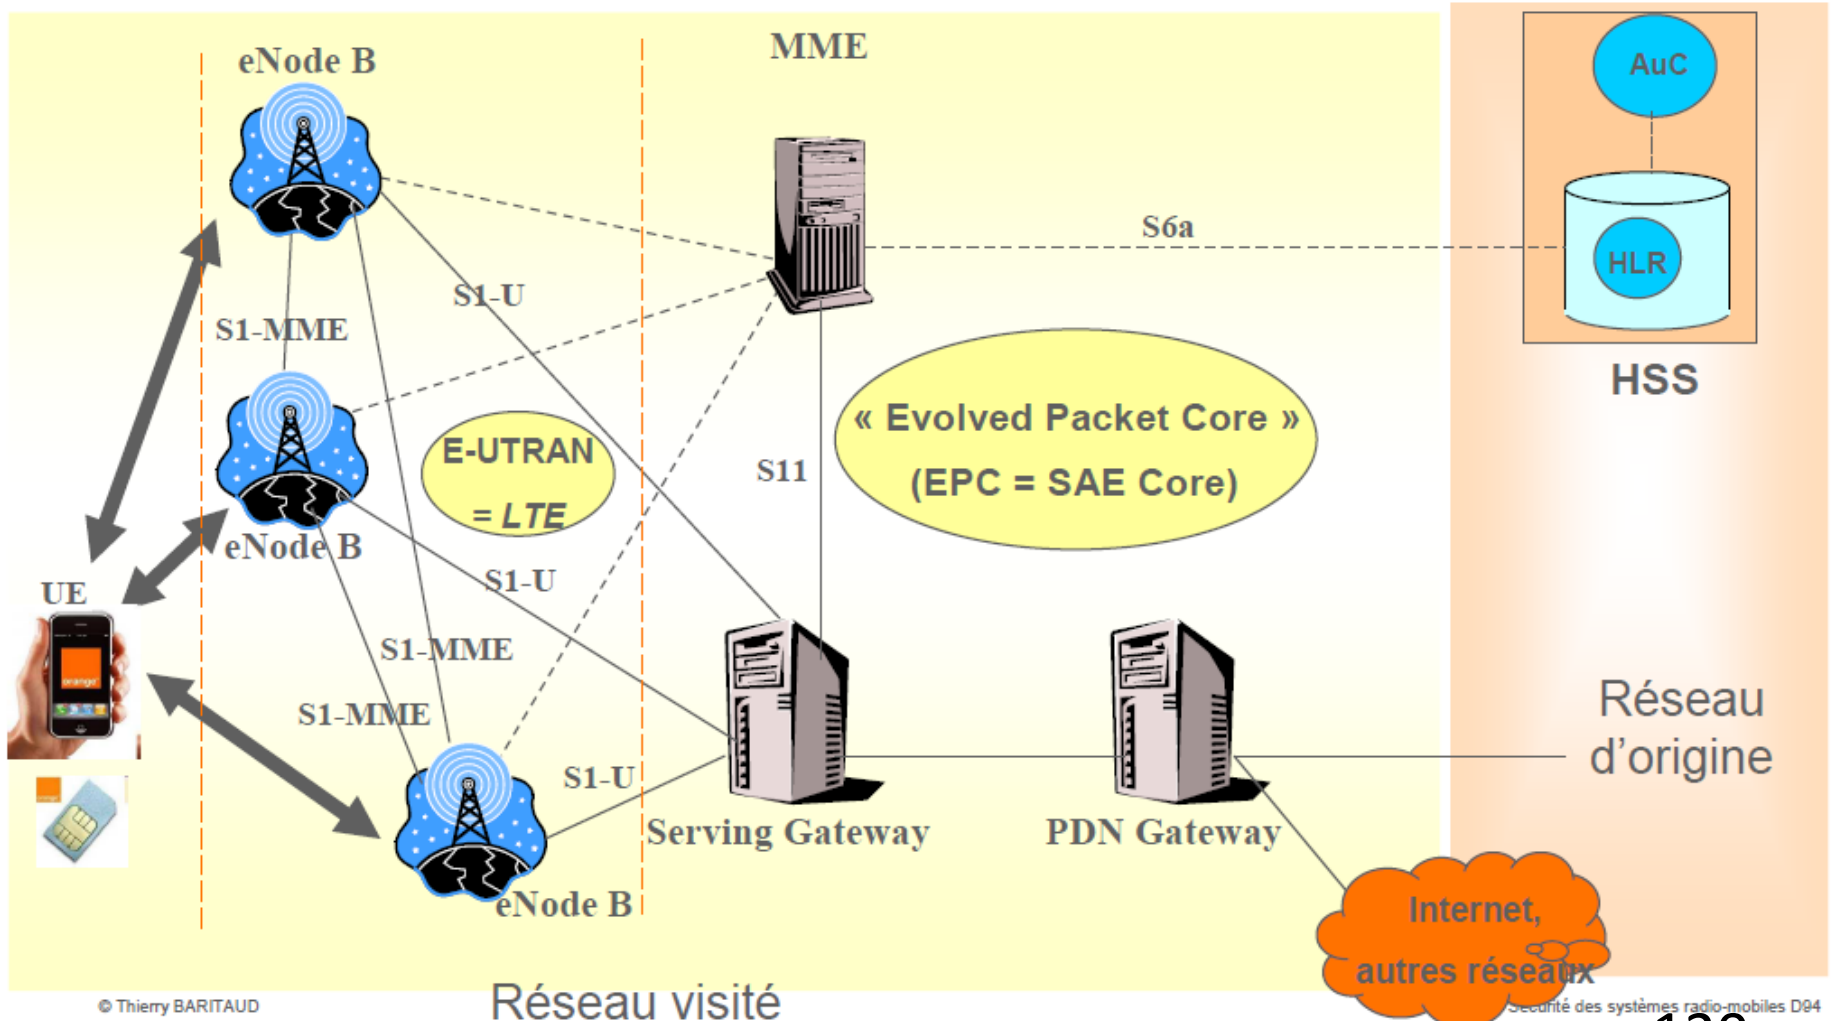 eNode B
MME
AuC
S6a
HLR
S1-U
S1-MME
HSS
« Evolved Packet Core »
(EPC = SAE Core)
E-UTRAN
= LTE
S11
eNode B
S1-U
UE
orange
S1-MME
S1-MME
S1-U
Réseau
d’origine
Serving Gateway
PDN Gateway
eNode B
Internet,
autres réseaux
Réseau visité
© Thierry BARITAUD
Sécurité des systèmes radio-mobiles D94